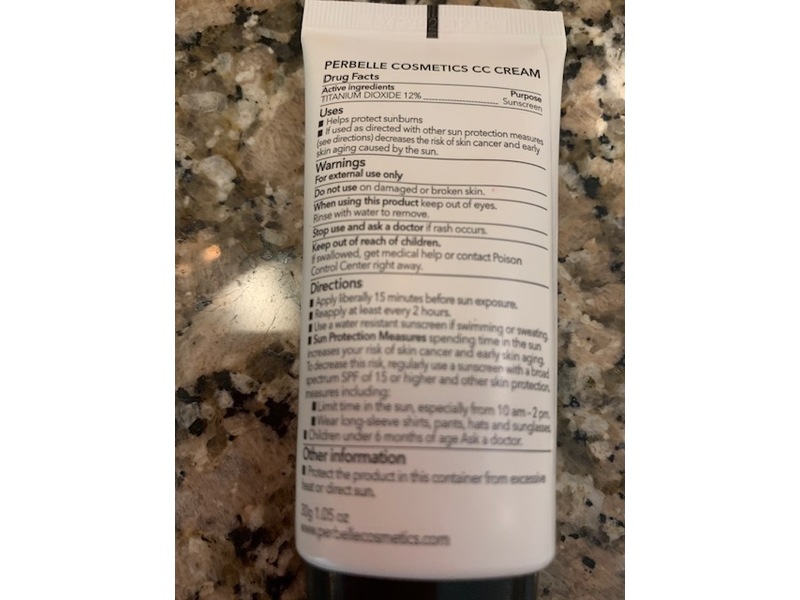 PERBELLE COSMETICS CC CREAM
Drug Facts
Active ingredients Purpose
TITANIUM DIOXIDE 12% Sunscreen
Uses
Helps protect sunburns
If used as directed with other sun protection measures
(see directions) decreases the risk of skin cancer and early
skin aging caused by the sun.
Warnings
For external use only
Do not use on damaged or broken skin.
When using this product keep out of eyes.
Rinse with water to remove.
Stop use and ask a doctor if rash occurs.
Keep out of reach of children.
If swallowed, get medical help or contact Poison
Control Center right away.
Directions
Apply liberally 15 minutes before sun exposure.
Reapply at least every 2 hours.
Use a water resistant sunscreen if swimming or sweating.
Sun Protection Measures spending time in the sun
increases your risk of skin cancer and early skin aging.
To decrease this risk, regularly use a sunscreen with a broad
spectrum SPF of 15 or higher and other skin protection,
measures including:
Limit time in the sun, especially from 10 am - 2 pm.
Wear long-sleeve shirts, pants, hats and sunglasses.
Children under 6 months of age Ask a doctor.
Other information
Protect the product in this container from excessive
heat or direct sun.
30g 1.05 oz
www.perbellecosmetics.com